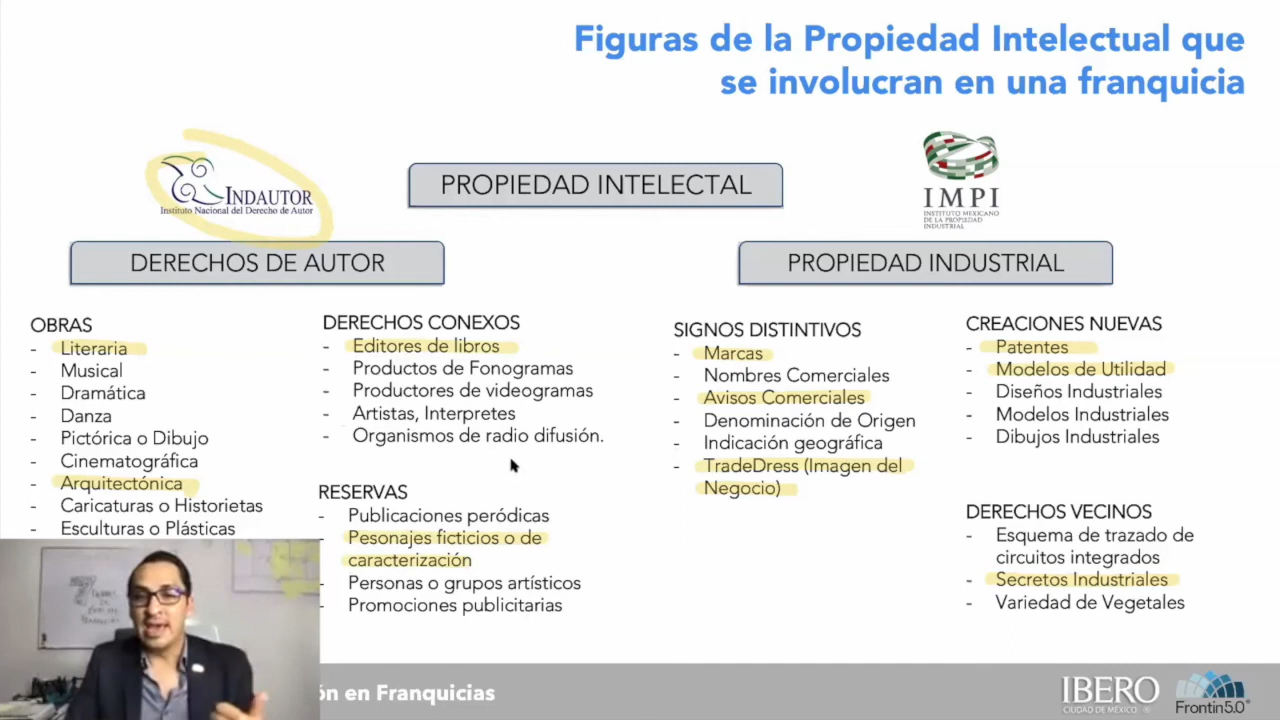 Figuras de la Propiedad Intelectual que
se involucran en una franquicia
INDAUTOR
Instituto Nacional del Derecho de Autor
PROPIEDAD INTELECTAL
IMPI
INSTITUTO MEXICANO
DE LA PROPIEDAD
INDUSTRIAL
DERECHOS DE AUTOR
PROPIEDAD INDUSTRIAL
OBRAS
- Literaria
- Musical
- Dramática
- Danza
- Pictórica o Dibujo
- Cinematográfica
- Arquitectónica
- Caricaturas o Historietas
- Esculturas o Plásticas
DERECHOS CONEXOS
- Editores de libros
- Productos de Fonogramas
- Productores de videogramas
- Artistas, Interpretes
- Organismos de radio difusión.
RESERVAS
- Publicaciones peródicas
- Pesonajes ficticios o de
caracterización
- Personas o grupos artísticos
- Promociones publicitarias
SIGNOS DISTINTIVOS
- Marcas
- Nombres Comerciales
- Avisos Comerciales
- Denominación de Origen
- Indicación geográfica
- TradeDress (Imagen del
Negocio)
CREACIONES NUEVAS
- Patentes
- Modelos de Utilidad
- Diseños Industriales
- Modelos Industriales
- Dibujos Industriales
DERECHOS VECINOS
- Esquema de trazado de
circuitos integrados
- Secretos Industriales
- Variedad de Vegetales
ón en Franquicias
IBERO
CIUDAD DE MÉXICO ®
Frontin5.0®